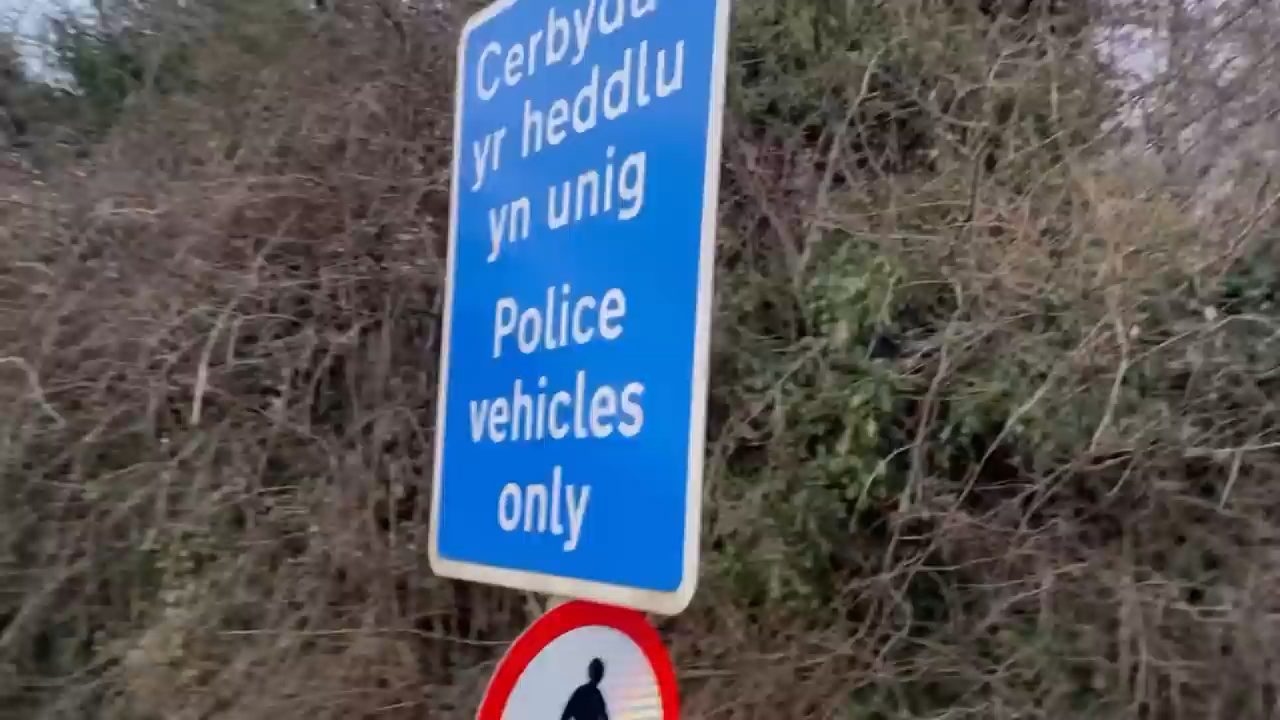 Cerbydau
yr heddlu
yn unig
Police
vehicles
only